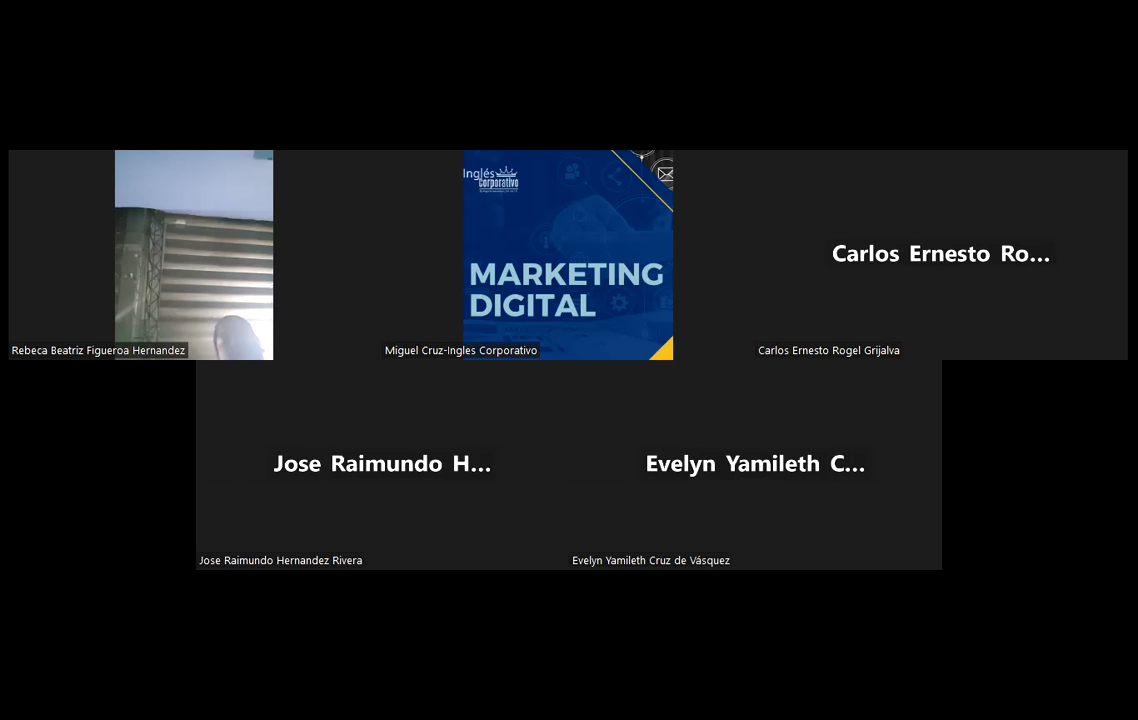 Inglés
Corporativo
MARKETING
DIGITAL
Carlos Ernesto Ro...
Rebeca Beatriz Figueroa Hernandez
Miguel Cruz-Ingles Corporativo
Carlos Ernesto Rogel Grijalva
Jose Raimundo H...
Evelyn Yamileth C...
Jose Raimundo Hernandez Rivera
Evelyn Yamileth Cruz de Vásquez